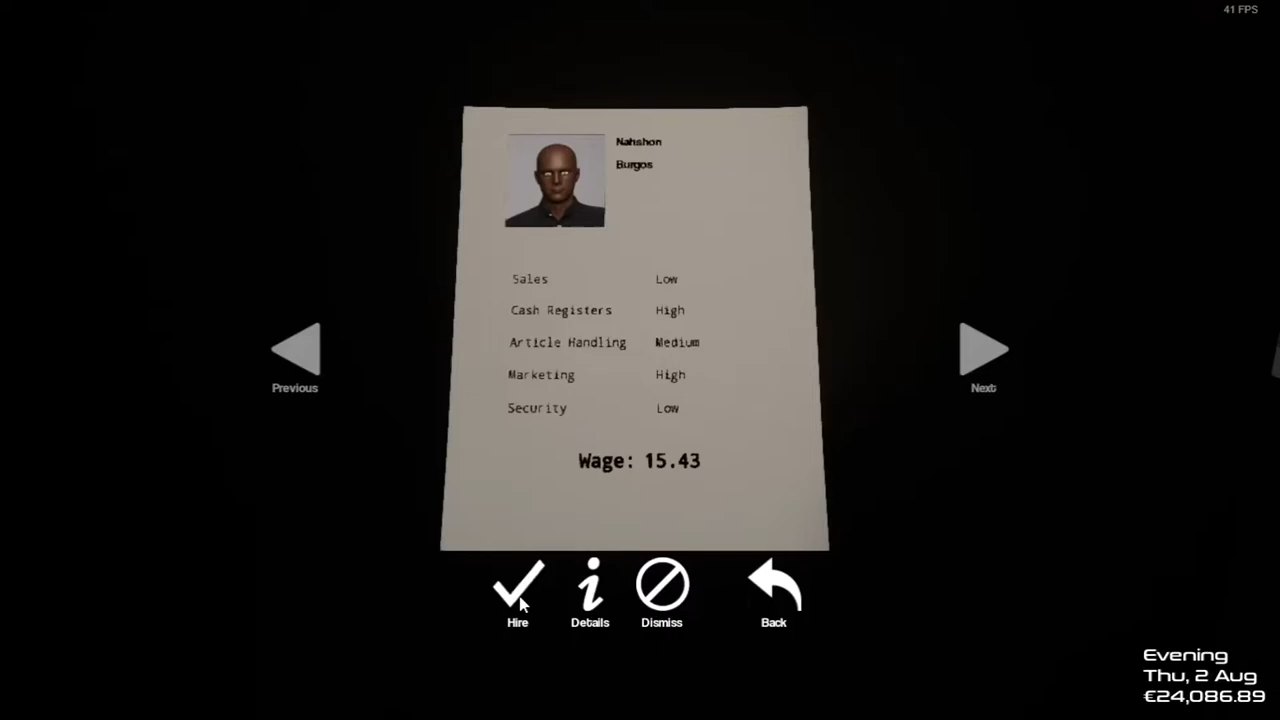 41 FPS
Nahshon
Burgos
Sales Low
Cash Registers High
Article Handling Medium
Marketing High
Security Low
Wage: 15.43
Previous
Next
Hire
Details
Dismiss
Back
Evening
Thu, 2 Aug
€24,086.89